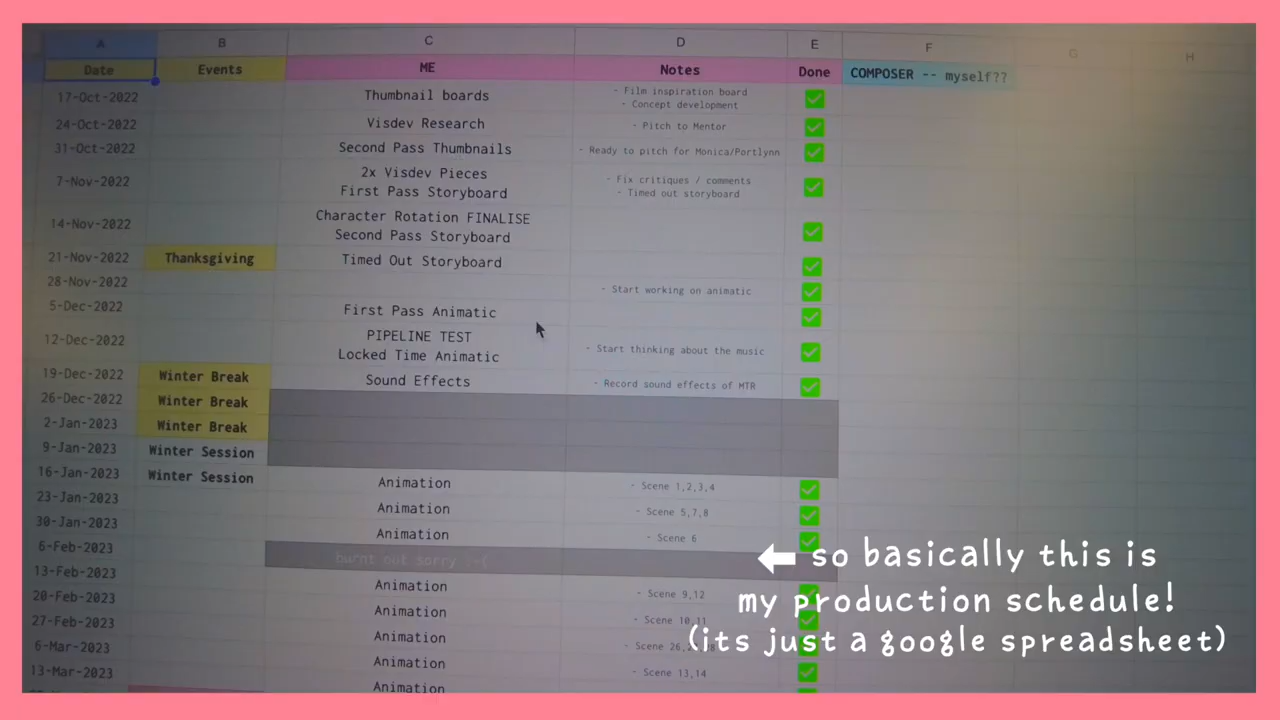 A B C D E F G H
Date Events ME Notes Done COMPOSER -- myself??
17-Oct-2022 Thumbnail boards - Film inspiration board
- Concept development
24-Oct-2022 Visdev Research - Pitch to Mentor
31-Oct-2022 Second Pass Thumbnails - Ready to pitch for Monica/Portlynn
7-Nov-2022 2x Visdev Pieces - Fix critiques / comments
First Pass Storyboard - Timed out storyboard
14-Nov-2022 Character Rotation FINALISE
Second Pass Storyboard
21-Nov-2022 Thanksgiving Timed Out Storyboard
28-Nov-2022 - Start working on animatic
5-Dec-2022 First Pass Animatic
12-Dec-2022 PIPELINE TEST - Start thinking about the music
Locked Time Animatic
19-Dec-2022 Winter Break Sound Effects - Record sound effects of MTR
26-Dec-2022 Winter Break
2-Jan-2023 Winter Break
9-Jan-2023 Winter Session
16-Jan-2023 Winter Session Animation - Scene 1,2,3,4
23-Jan-2023 Animation - Scene 5,7,8
30-Jan-2023 Animation - Scene 6
6-Feb-2023 burnt out sorry :-(
13-Feb-2023 Animation - Scene 9,12
20-Feb-2023 Animation - Scene 10,11
27-Feb-2023 Animation - Scene 26,
6-Mar-2023 Animation - Scene 13,14
13-Mar-2023 Animation
so basically this is
my production schedule!
(its just a google spreadsheet)